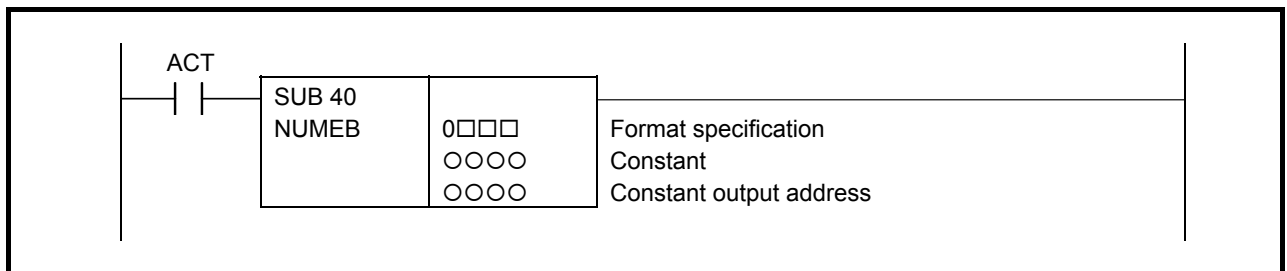 ACT
SUB 40
NUMEB 0□□□ Format specification
○○○○ Constant
○○○○ Constant output address